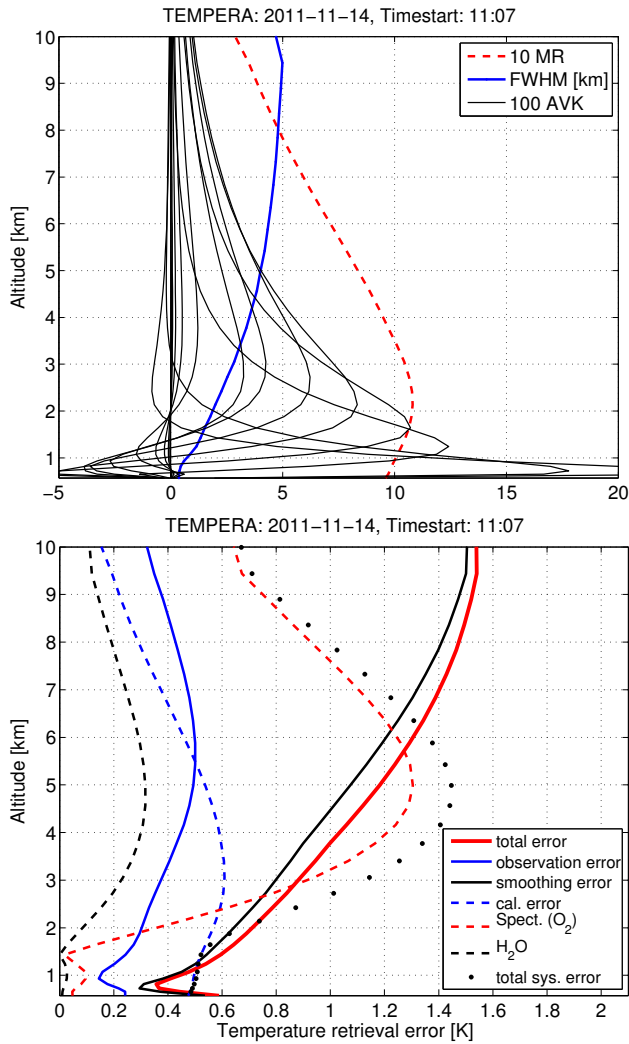 TEMPERA: 2011−11−14, Timestart: 11:07
10
9
8
7
6
5
4
3
2
1
Altitude [km]
10 MR
FWHM [km]
100 AVK
−5 0 5 10 15 20
TEMPERA: 2011−11−14, Timestart: 11:07
10
9
8
7
6
5
4
3
2
1
Altitude [km]
total error
observation error
smoothing error
cal. error
Spect. (O₂)
H₂O
total sys. error
0 0.2 0.4 0.6 0.8 1 1.2 1.4 1.6 1.8 2
Temperature retrieval error [K]